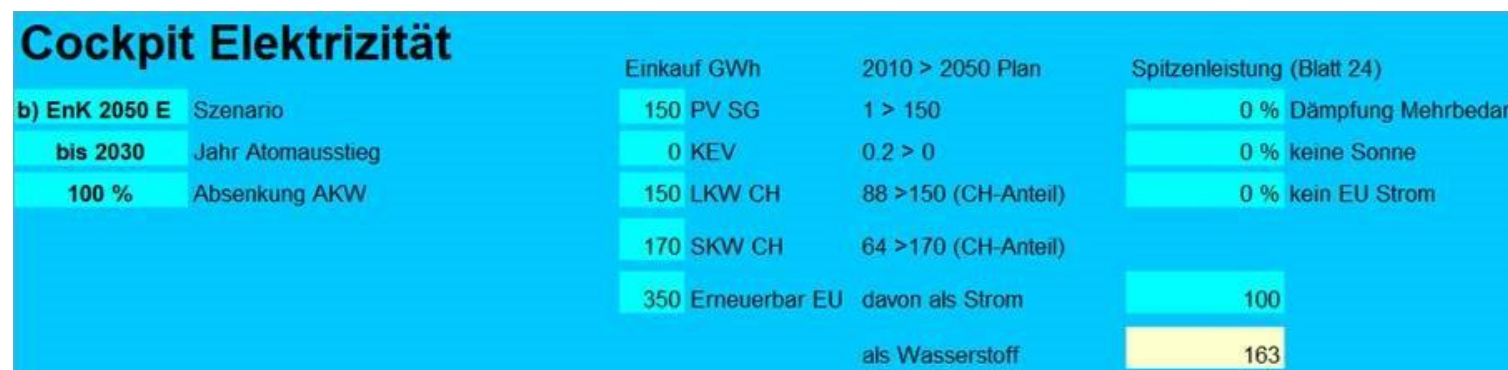 Cockpit Elektrizität
Einkauf GWh 2010 > 2050 Plan Spitzenleistung (Blatt 24)
b) EnK 2050 E Szenario 150 PV SG 1 > 150 0 % Dämpfung Mehrbedar
bis 2030 Jahr Atomausstieg 0 KEV 0.2 > 0 0 % keine Sonne
100 % Absenkung AKW 150 LKW CH 88 >150 (CH-Anteil) 0 % kein EU Strom
170 SKW CH 64 >170 (CH-Anteil)
350 Erneuerbar EU davon als Strom 100
als Wasserstoff 163